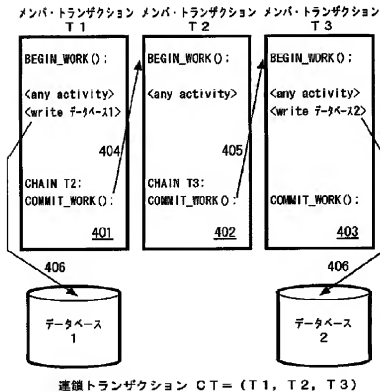 メンバ・トランザクション メンバ・トランザクション メンバ・トランザクション
T1 T2 T3
BEGIN_WORK(); BEGIN_WORK(); BEGIN_WORK();
<any activity> <any activity> <any activity>
<write データベース1> <write データベース2>
404 405
CHAIN T2: CHAIN T3:
COMMIT_WORK(); COMMIT_WORK(); COMMIT_WORK();
401 402 403
406 406
データベース データベース
1 2
連鎖トランザクション CT=(T1, T2, T3)